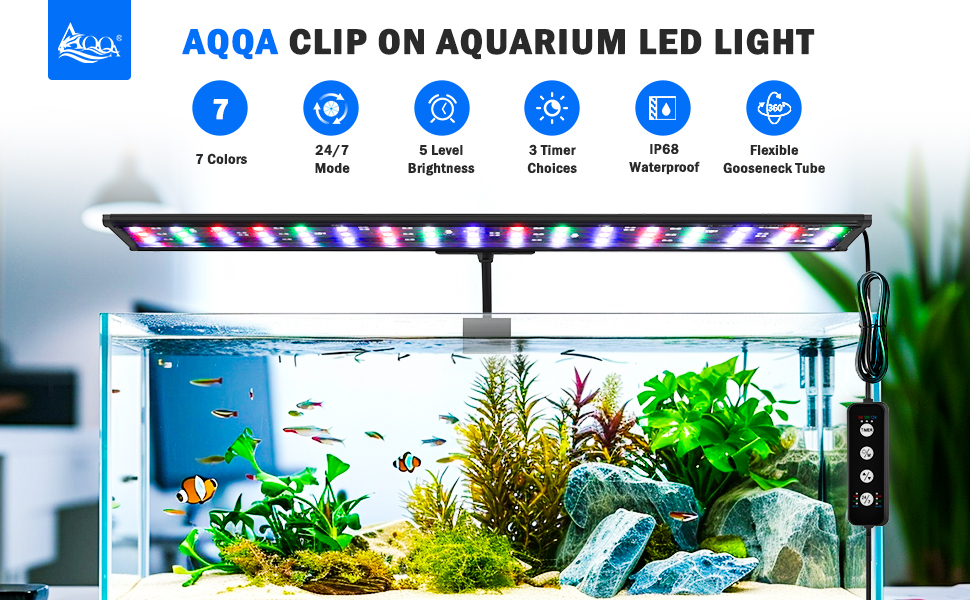 AQQA®
AQQA CLIP ON AQUARIUM LED LIGHT
7
360°
7 Colors
24/7
Mode
5 Level
Brightness
3 Timer
Choices
IP68
Waterproof
Flexible
Gooseneck Tube
TIMER